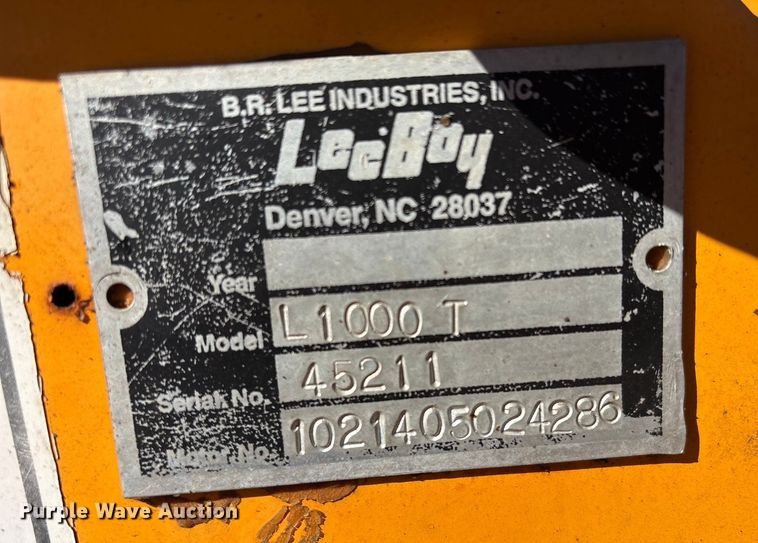 B.R. LEE INDUSTRIES, INC.
LeeBoy
Denver, NC 28037
Year
Model L1000 T
Serial No. 45211
Motor No. 1021405024286
Purple Wave Auction